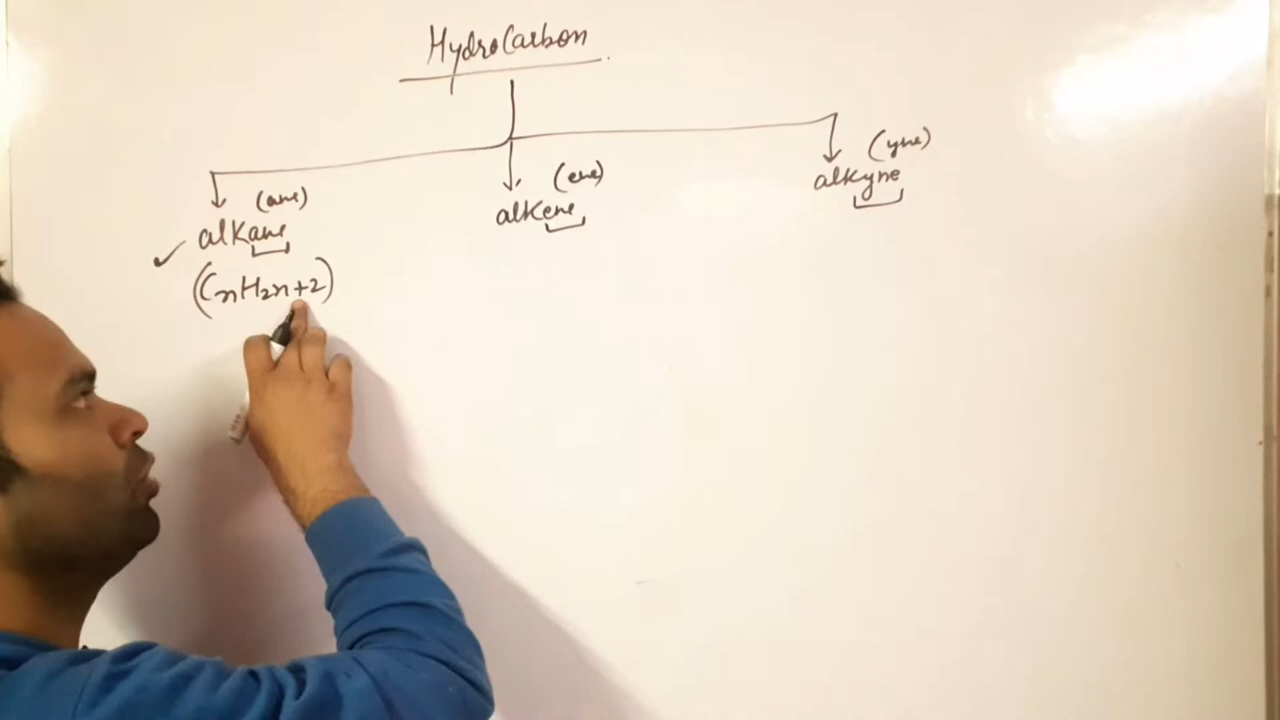 HydroCarbon
(ane)
alkane
(CnH2n+2)
(ene)
alkene
(yne)
alkyne